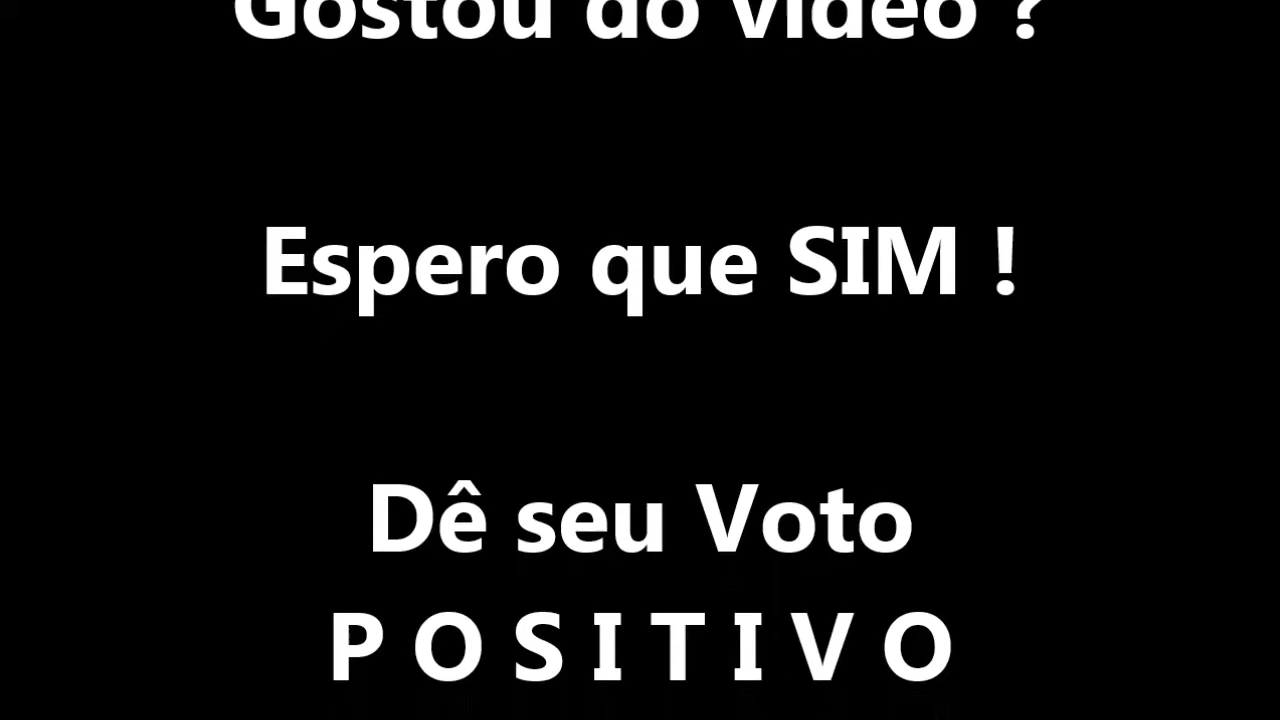 Gostou do vídeo ?
Espero que SIM !
Dê seu Voto
P O S I T I V O